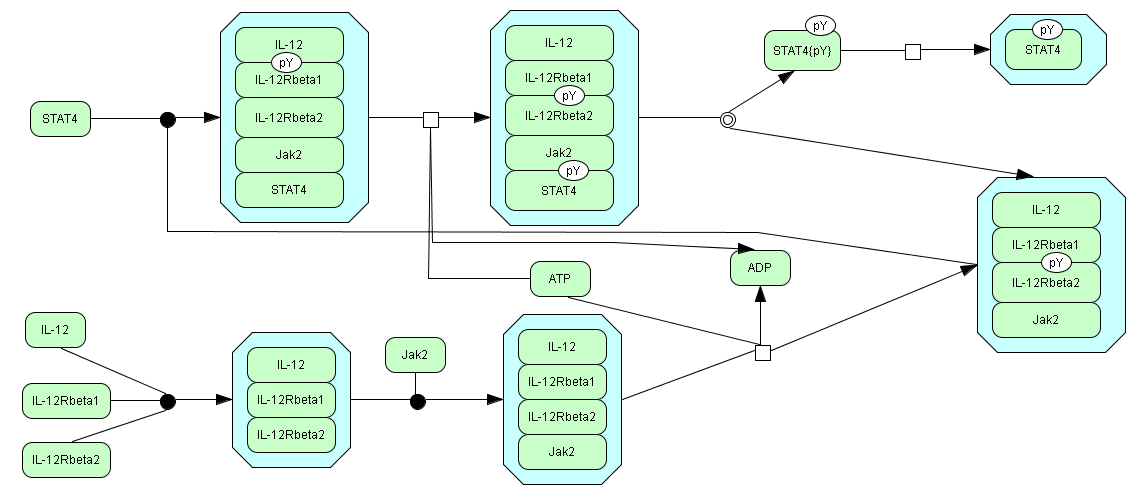 STAT4
IL-12
pY
IL-12Rbeta1
IL-12Rbeta2
Jak2
STAT4
IL-12
IL-12Rbeta1
pY
IL-12Rbeta2
Jak2
pY
STAT4
pY
STAT4{pY}
pY
STAT4
IL-12
IL-12Rbeta1
pY
IL-12Rbeta2
Jak2
ATP
ADP
IL-12
IL-12Rbeta1
IL-12Rbeta2
IL-12
IL-12Rbeta1
IL-12Rbeta2
Jak2
IL-12
IL-12Rbeta1
IL-12Rbeta2
Jak2